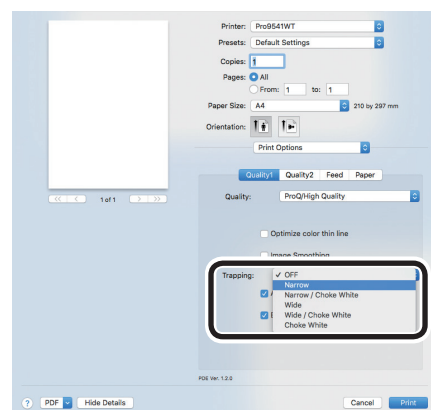 Printer: Pro9541WT
Presets: Default Settings
Copies: 1
Pages: All
From: 1 to: 1
Paper Size: A4 210 by 297 mm
Orientation:
Print Options
Quality1 Quality2 Feed Paper
<< < 1 of 1 > >>
Quality: ProQ/High Quality
Optimize color thin line
Image Smoothing
Trapping: ✓ OFF
Narrow
Narrow / Choke White
Wide
Wide / Choke White
Choke White
PDE Ver. 1.2.0
? PDF Hide Details Cancel Print